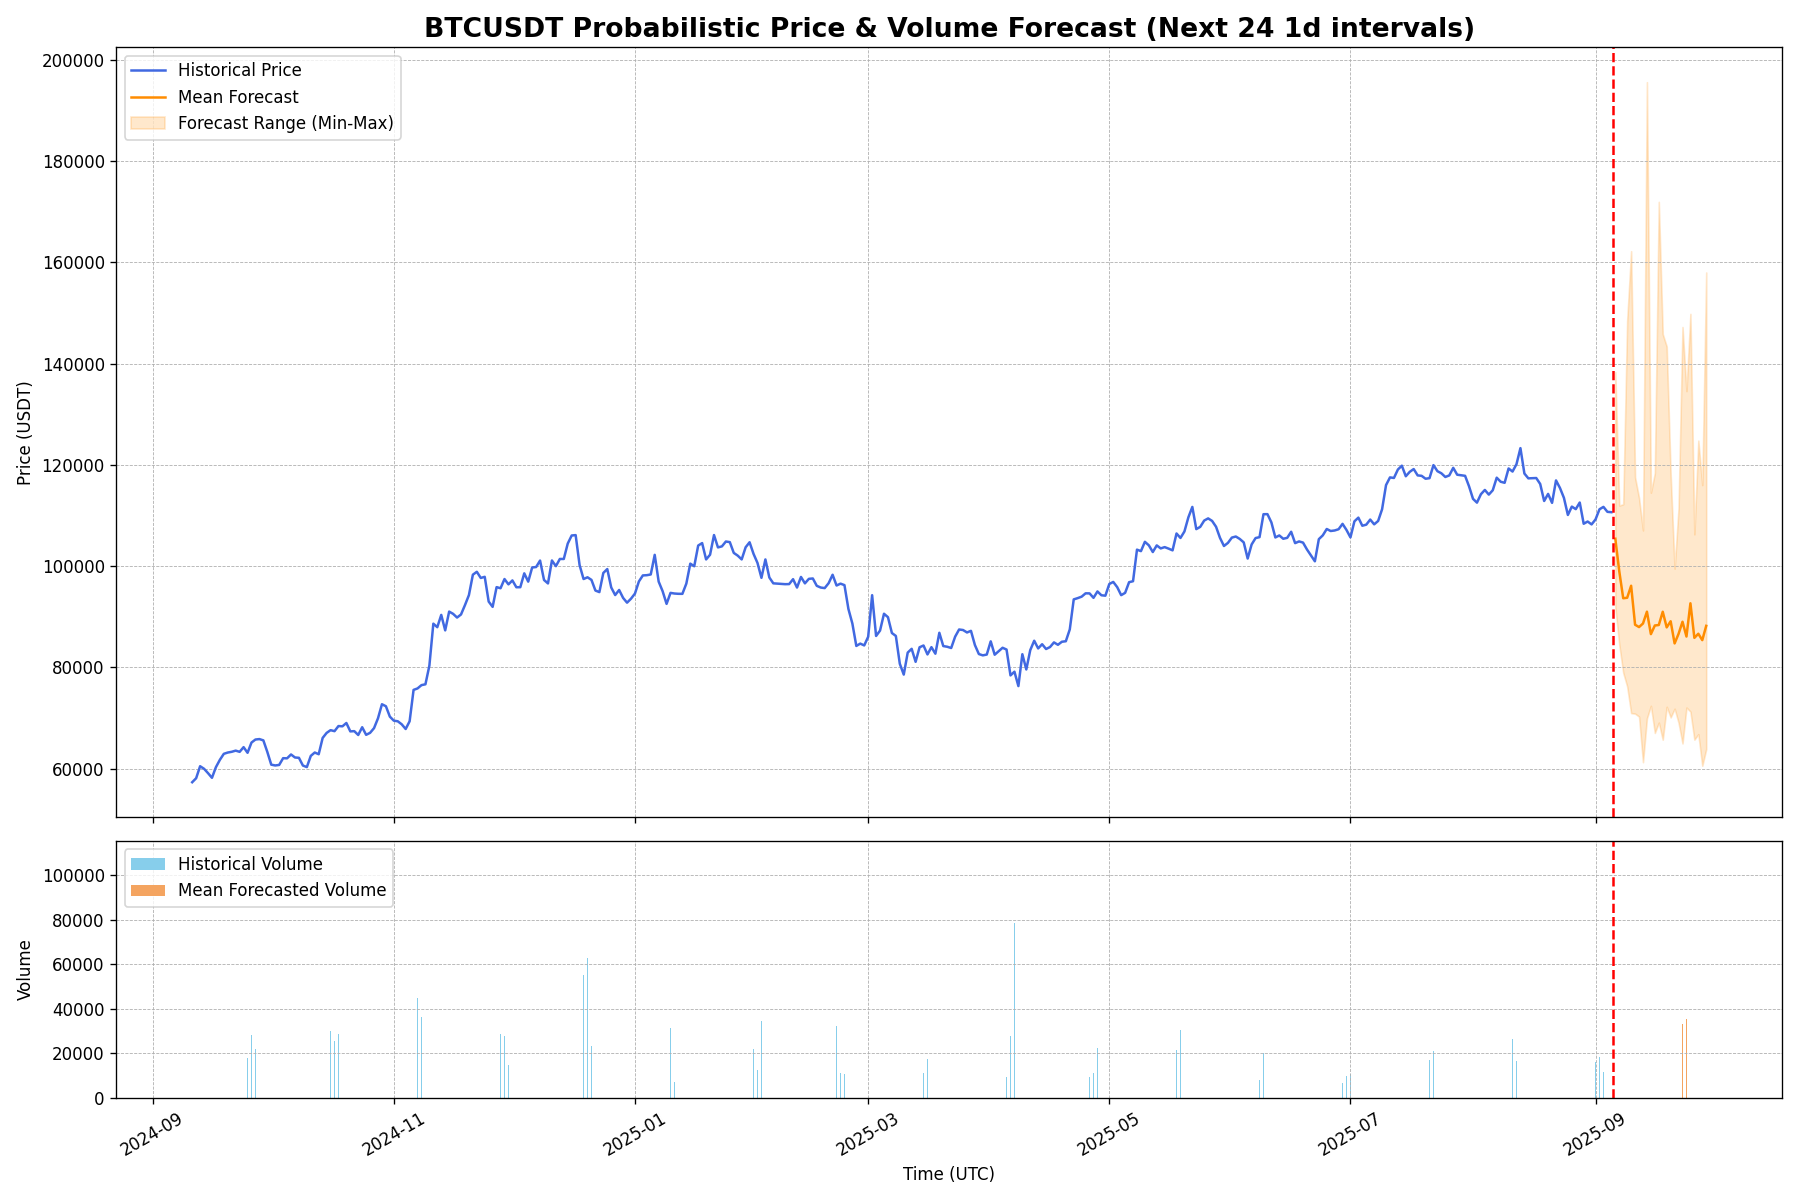 BTCUSDT Probabilistic Price & Volume Forecast (Next 24 1d intervals)
Historical Price
Mean Forecast
Forecast Range (Min-Max)
200000
180000
160000
140000
120000
100000
80000
60000
Price (USDT)
Historical Volume
Mean Forecasted Volume
100000
80000
60000
40000
20000
0
Volume
2024-09
2024-11
2025-01
2025-03
2025-05
2025-07
2025-09
Time (UTC)